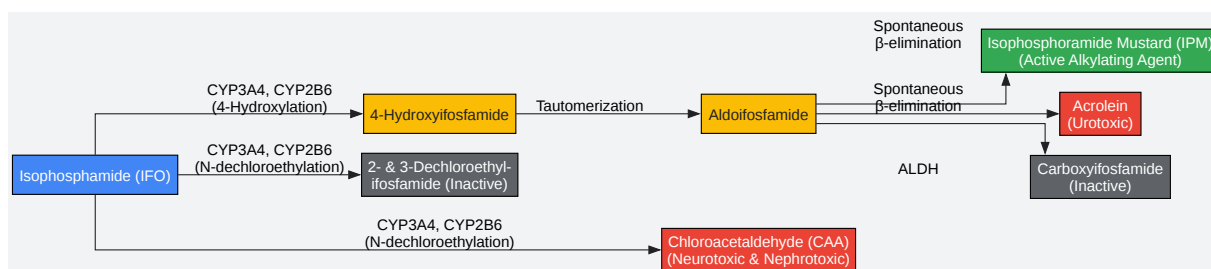 Spontaneous
β-elimination
Isophosphoramide Mustard (IPM)
(Active Alkylating Agent)
CYP3A4, CYP2B6
(4-Hydroxylation)
4-Hydroxyifosfamide
Tautomerization
Aldoifosfamide
Spontaneous
β-elimination
Acrolein
(Urotoxic)
Isophosphamide (IFO)
CYP3A4, CYP2B6
(N-dechloroethylation)
2- & 3-Dechloroethyl-
ifosfamide (Inactive)
ALDH
Carboxyifosfamide
(Inactive)
CYP3A4, CYP2B6
(N-dechloroethylation)
Chloroacetaldehyde (CAA)
(Neurotoxic & Nephrotoxic)